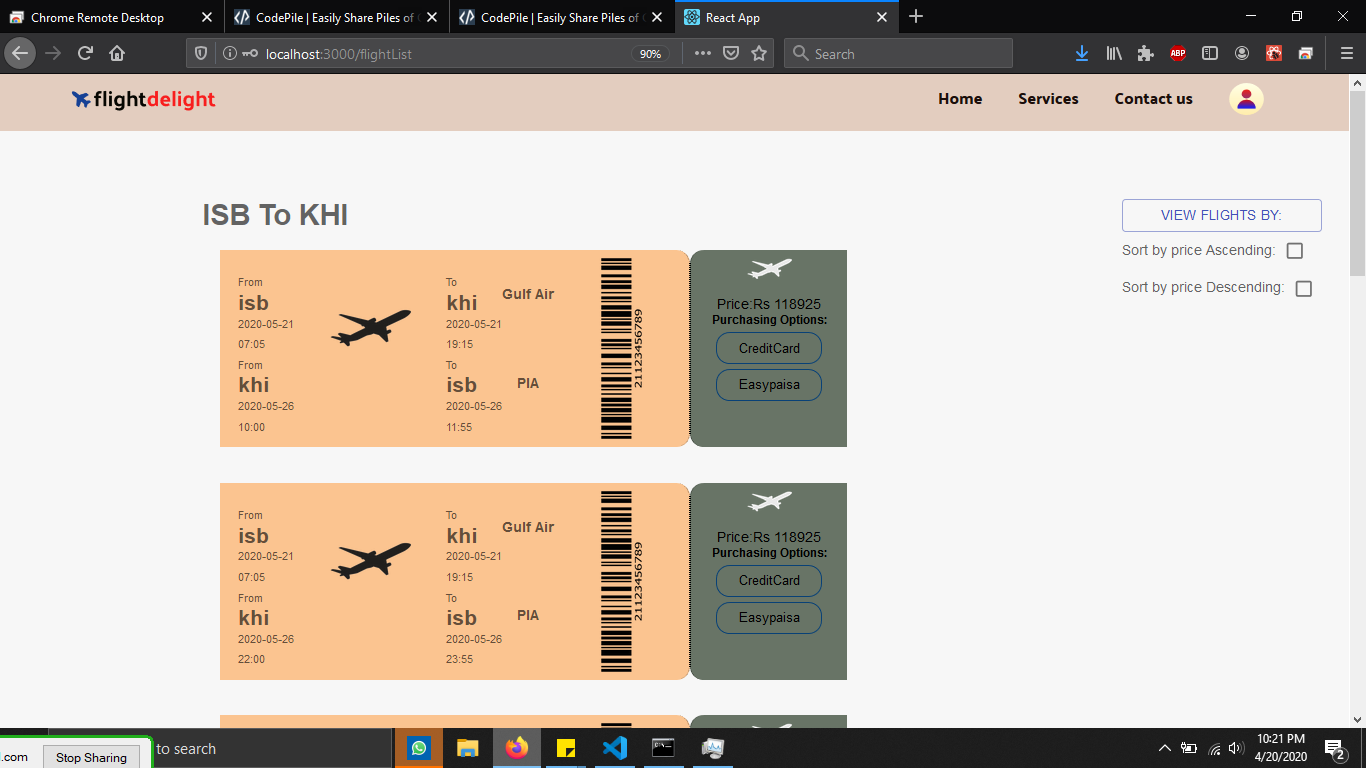 Chrome Remote Desktop
CodePile | Easily Share Piles of
CodePile | Easily Share Piles of
React App
localhost:3000/flightList
90%
Search
ABP
flightdelight
Home
Services
Contact us
ISB To KHI
VIEW FLIGHTS BY:
Sort by price Ascending:
Sort by price Descending:
From
isb
2020-05-21
07:05
To
khi
2020-05-21
19:15
Gulf Air
From
khi
2020-05-26
10:00
To
isb
2020-05-26
11:55
PIA
21123456789
Price:Rs 118925
Purchasing Options:
CreditCard
Easypaisa
From
isb
2020-05-21
07:05
To
khi
2020-05-21
19:15
Gulf Air
From
khi
2020-05-26
22:00
To
isb
2020-05-26
23:55
PIA
21123456789
Price:Rs 118925
Purchasing Options:
CreditCard
Easypaisa
l.com
Stop Sharing
to search
10:21 PM
4/20/2020
2